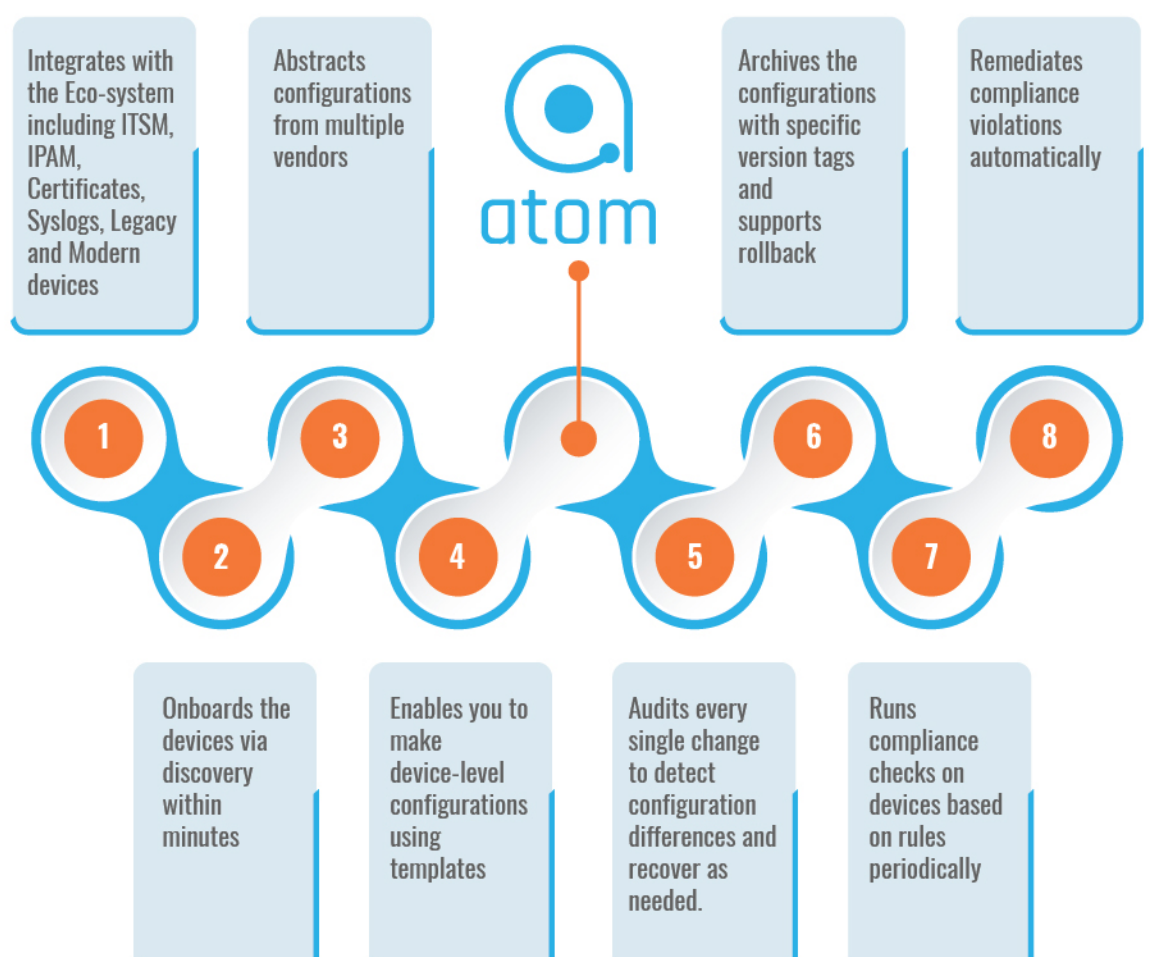 Integrates with
the Eco-system
including ITSM,
IPAM,
Certificates,
Syslogs, Legacy
and Modern
devices
Abstracts
configurations
from multiple
vendors
atom
Archives the
configurations
with specific
version tags
and
supports
rollback
Remediates
compliance
violations
automatically
1
2
3
4
5
6
7
8
Onboards the
devices via
discovery
within
minutes
Enables you to
make
device-level
configurations
using
templates
Audits every
single change
to detect
configuration
differences and
recover as
needed.
Runs
compliance
checks on
devices based
on rules
periodically